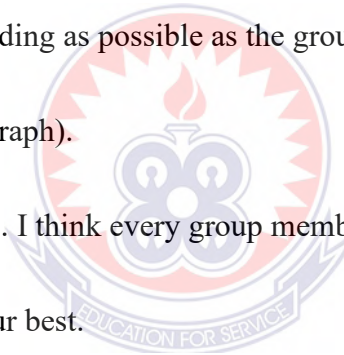 ding as possible as the grou
raph).
. I think every group memb
ur best.
EDUCATION FOR SERVICE